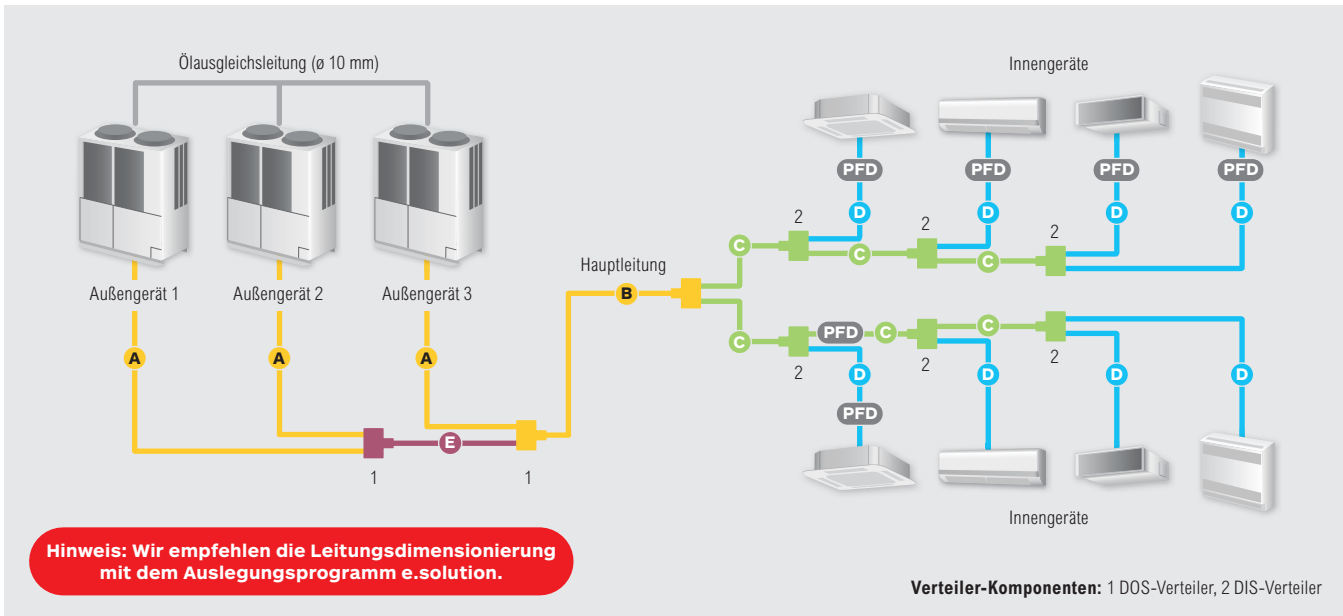 Ölausgleichsleitung (ø 10 mm)
Innengeräte
PFD PFD PFD PFD
D D D D
2 2 2
C C C
Hauptleitung
B
Außengerät 1 Außengerät 2 Außengerät 3
A A A
C PFD C C
2 2 2
D D D
PFD
E
1 1
Innengeräte
Hinweis: Wir empfehlen die Leitungsdimensionierung
mit dem Auslegungsprogramm e.solution.
Verteiler-Komponenten: 1 DOS-Verteiler, 2 DIS-Verteiler